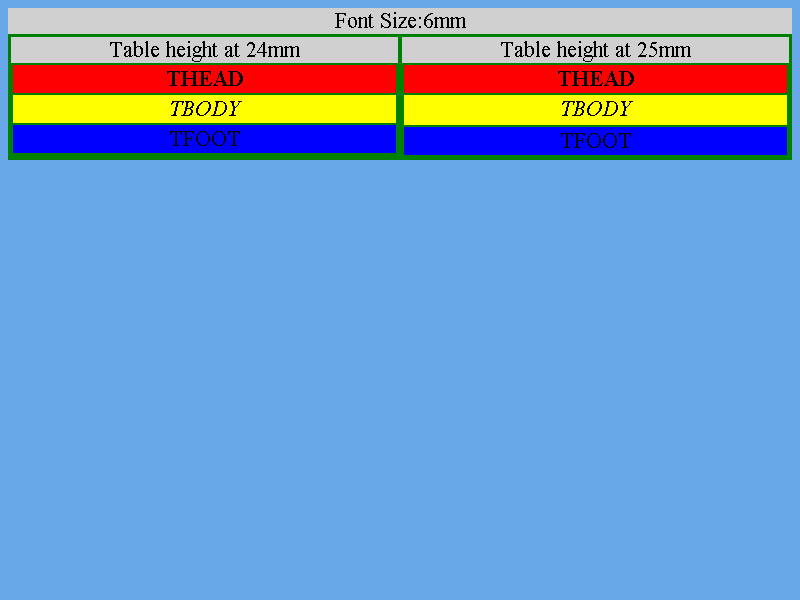 Font Size:6mm
Table height at 24mm Table height at 25mm
THEAD THEAD
TBODY TBODY
TFOOT TFOOT